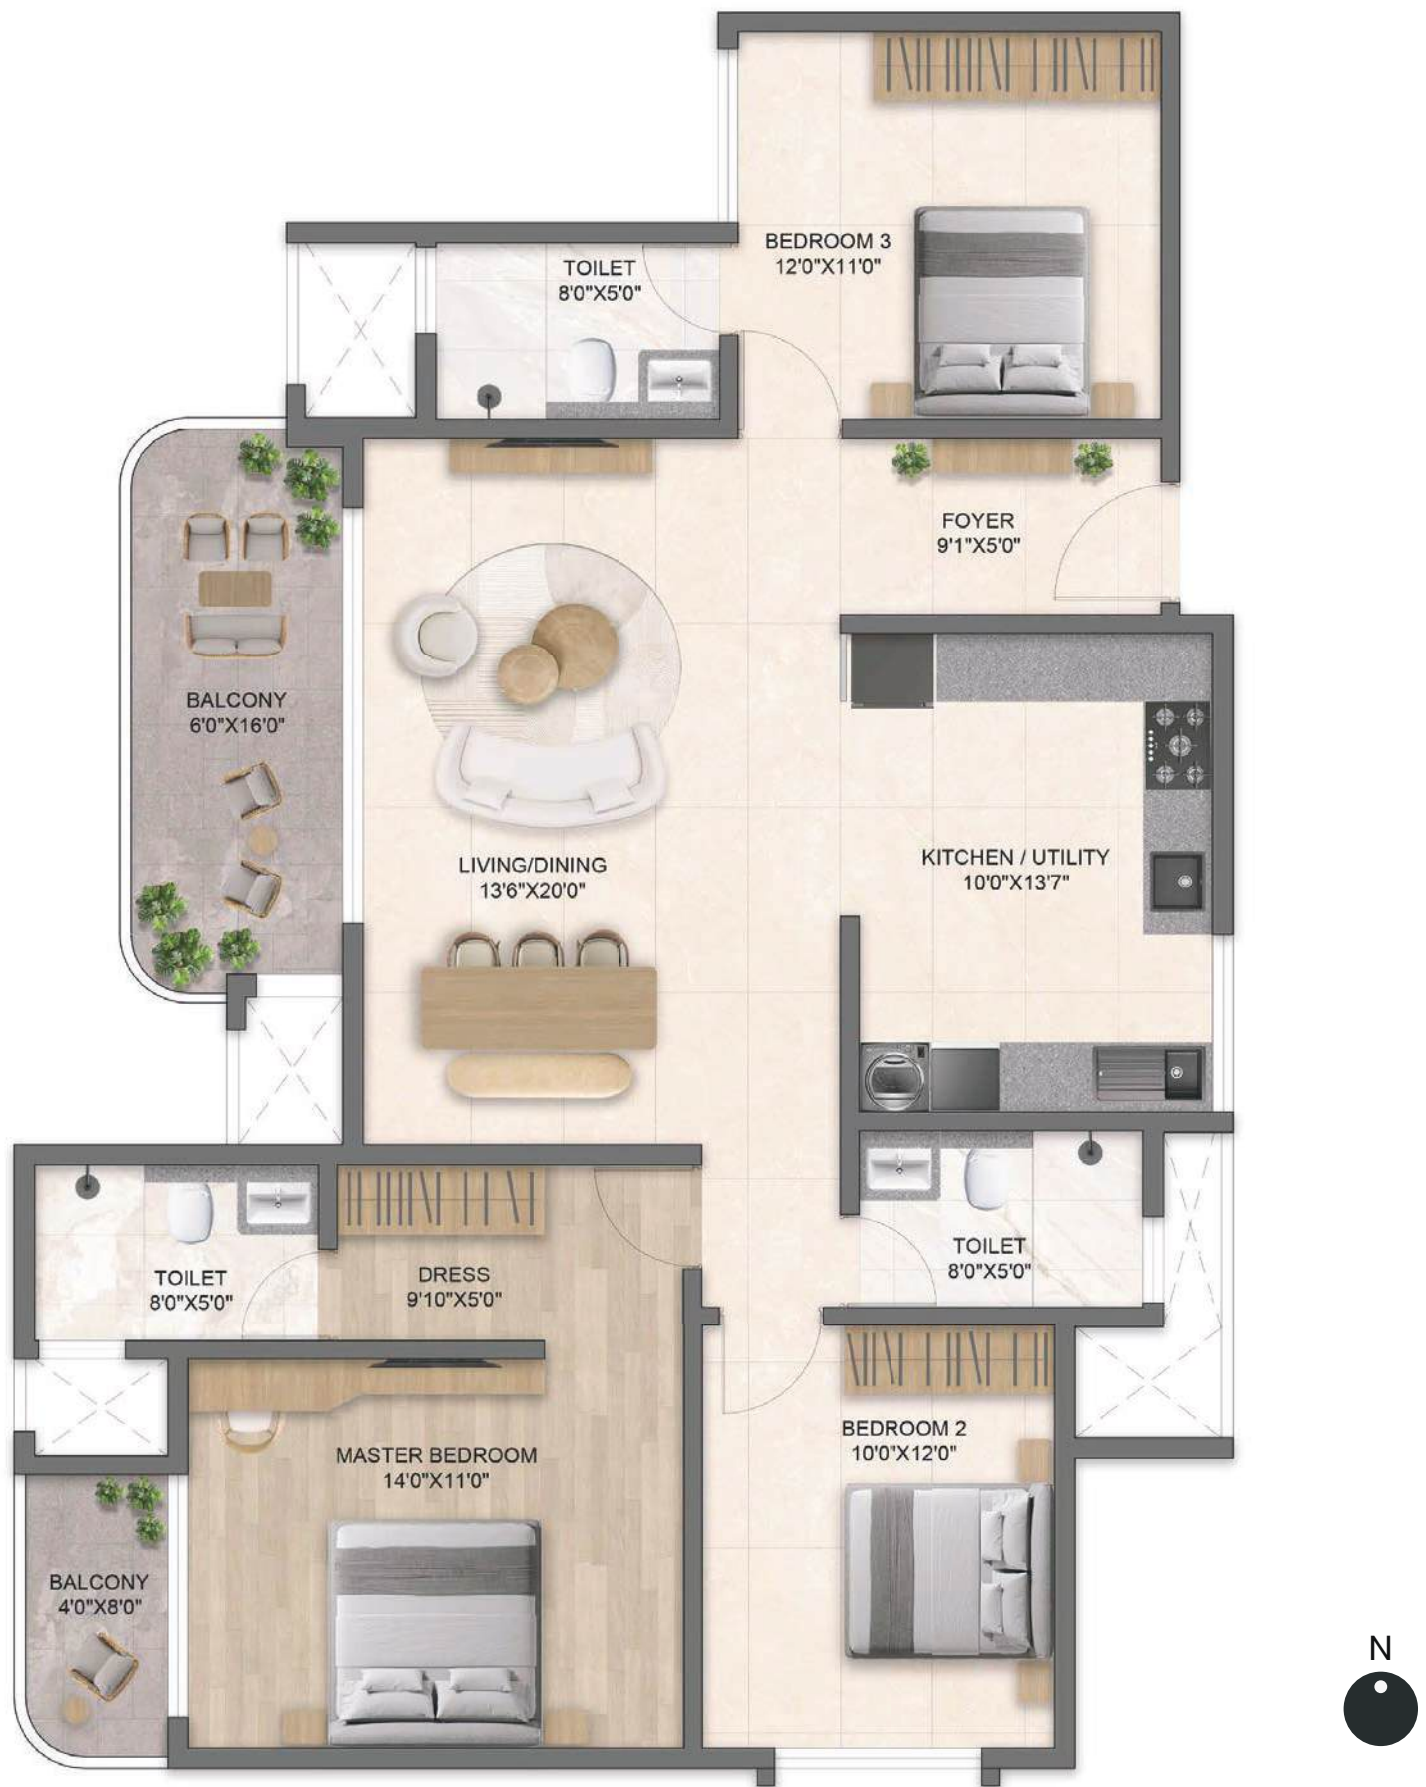 BEDROOM 3
12'0"X11'0"
TOILET
8'0"X5'0"
FOYER
9'1"X5'0"
BALCONY
6'0"X16'0"
LIVING/DINING
13'6"X20'0"
KITCHEN / UTILITY
10'0"X13'7"
TOILET
8'0"X5'0"
DRESS
9'10"X5'0"
TOILET
8'0"X5'0"
MASTER BEDROOM
14'0"X11'0"
BEDROOM 2
10'0"X12'0"
BALCONY
4'0"X8'0"
N